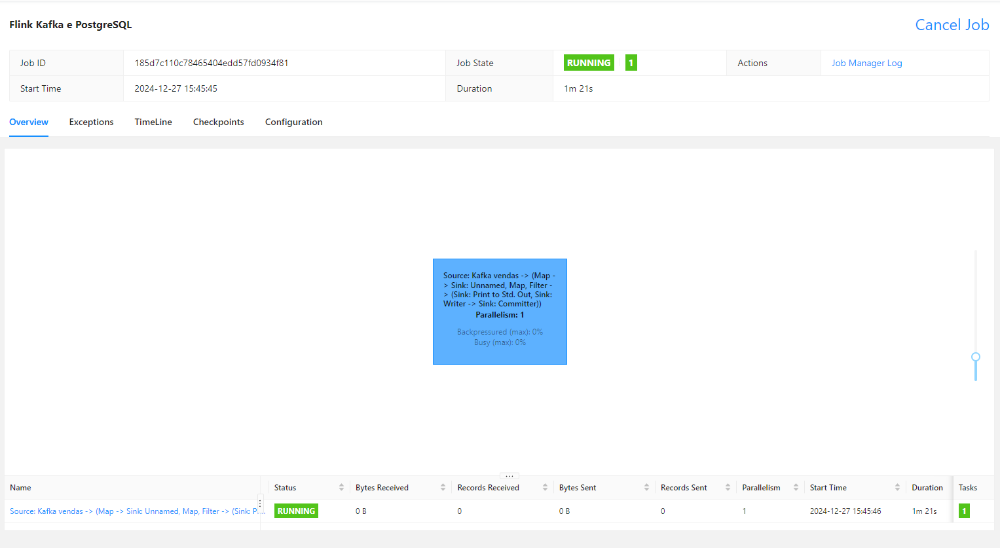 Flink Kafka e PostgreSQL
Cancel Job
Job ID 185d7c110c78465404edd57fd0934f81 Job State RUNNING 1 Actions Job Manager Log
Start Time 2024-12-27 15:45:45 Duration 1m 21s
Overview Exceptions TimeLine Checkpoints Configuration
Source: Kafka vendas -> (Map -
> Sink: Unnamed, Map, Filter -
> (Sink: Print to Std. Out, Sink:
Writer -> Sink: Committer))
Parallelism: 1
Backpressured (max): 0%
Busy (max): 0%
Name Status Bytes Received Records Received Bytes Sent Records Sent Parallelism Start Time Duration Tasks
Source: Kafka vendas -> (Map -> Sink: Unnamed, Map, Filter -> (Sink: P... RUNNING 0 B 0 0 B 0 1 2024-12-27 15:45:46 1m 21s 1